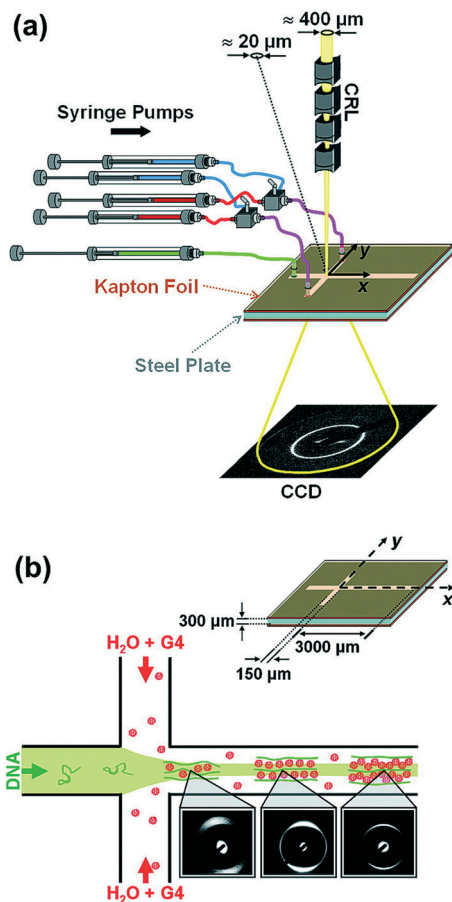 (a)
≈ 400 µm
≈ 20 µm
CRL
Syringe Pumps
y
x
Kapton Foil
Steel Plate
CCD
(b)
y
x
300 µm
3000 µm
150 µm
H₂O + G4
DNA
H₂O + G4